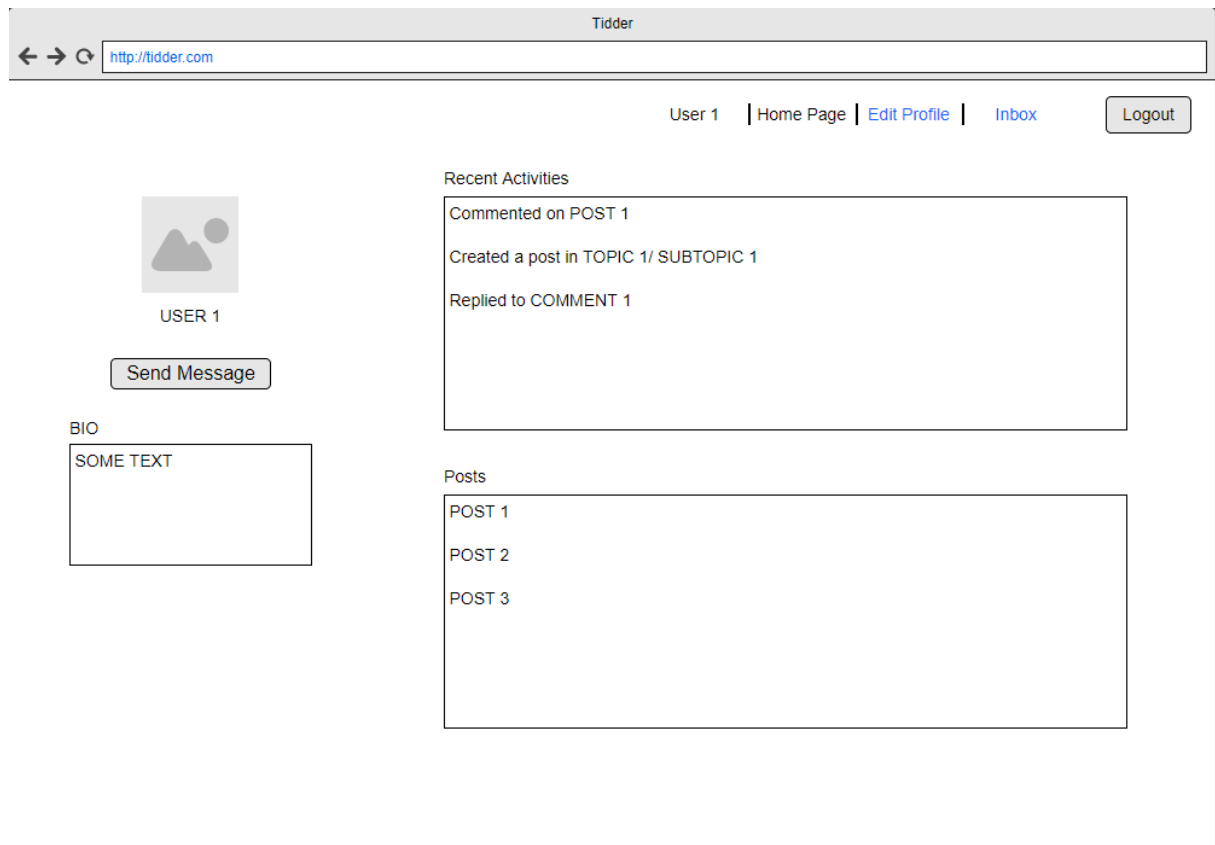 Tidder
http://tidder.com
User 1 Home Page Edit Profile Inbox Logout
Recent Activities
Commented on POST 1
Created a post in TOPIC 1/ SUBTOPIC 1
Replied to COMMENT 1
USER 1
Send Message
BIO
SOME TEXT
Posts
POST 1
POST 2
POST 3